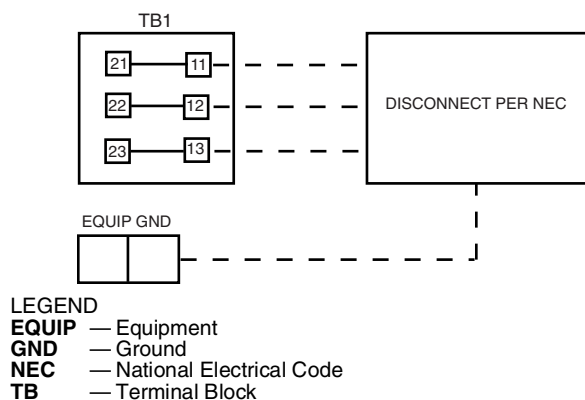 TB1
21 11
22 12
23 13
DISCONNECT PER NEC
EQUIP GND
LEGEND
EQUIP — Equipment
GND — Ground
NEC — National Electrical Code
TB — Terminal Block